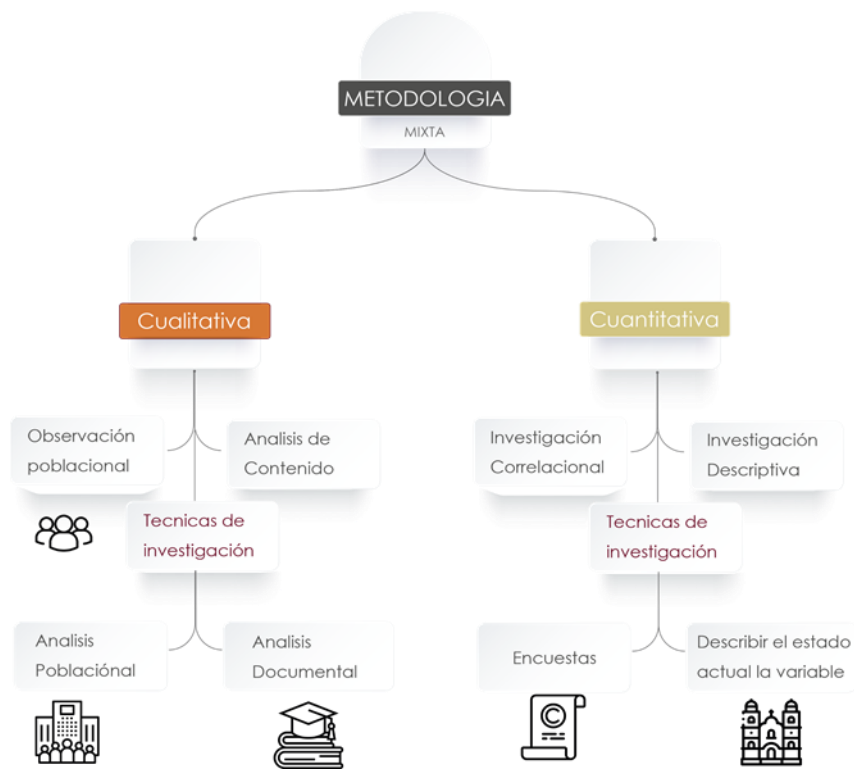 METODOLOGIA
MIXTA
Cualitativa
Cuantitativa
Observación
poblacional
Analisis de
Contenido
Investigación
Correlacional
Investigación
Descriptiva
Tecnicas de
investigación
Tecnicas de
investigación
Analisis
Poblaciónal
Analisis
Documental
Encuestas
Describir el estado
actual la variable
©